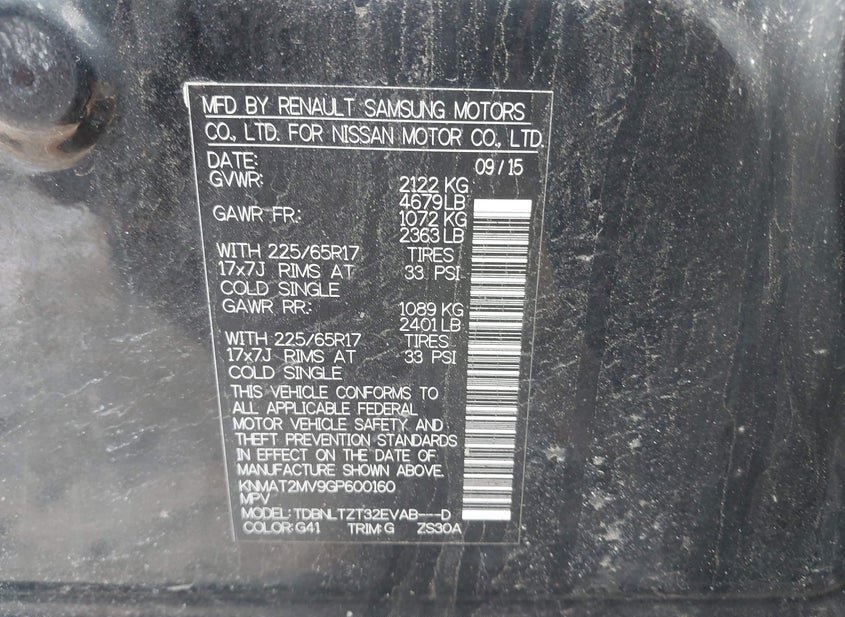 MFD BY RENAULT SAMSUNG MOTORS
CO., LTD. FOR NISSAN MOTOR CO., LTD.
DATE: 09/15
GVWR: 2122 KG
4679LB
GAWR FR: 1072 KG
2363 LB
WITH 225/65R17 TIRES
17x7J RIMS AT 33 PSI
COLD SINGLE
GAWR RR: 1089 KG
2401 LB
WITH 225/65R17 TIRES
17x7J RIMS AT 33 PSI
COLD SINGLE
THIS VEHICLE CONFORMS TO
ALL APPLICABLE FEDERAL
MOTOR VEHICLE SAFETY, AND
THEFT PREVENTION STANDARDS
IN EFFECT ON THE DATE OF
MANUFACTURE SHOWN ABOVE.
KNMAT2MV9GP600160
MPV
MODEL: TDBNLTZT32EVAB---D
COLOR: G41 TRIM: G ZS30A